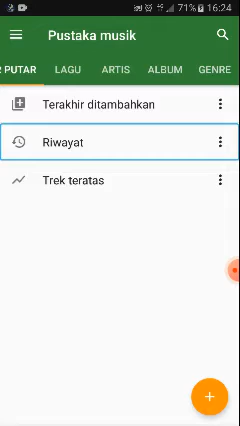 71% 16:24
Pustaka musik
R PUTAR LAGU ARTIS ALBUM GENRE
Terakhir ditambahkan
Riwayat
Trek teratas